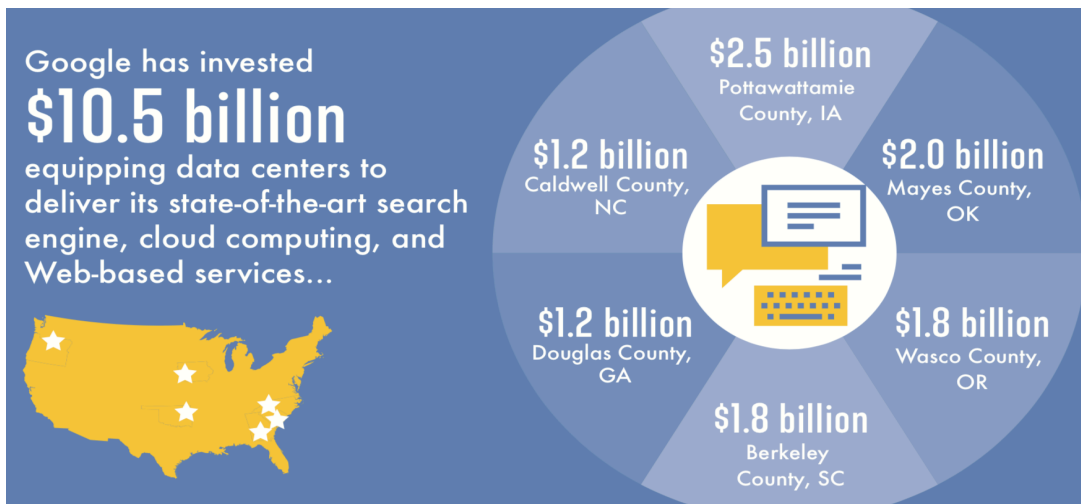 Google has invested
$10.5 billion
equipping data centers to
deliver its state-of-the-art search
engine, cloud computing, and
Web-based services...
$2.5 billion
Pottawattamie
County, IA
$2.0 billion
Mayes County,
OK
$1.8 billion
Wasco County,
OR
$1.8 billion
Berkeley
County, SC
$1.2 billion
Douglas County,
GA
$1.2 billion
Caldwell County,
NC